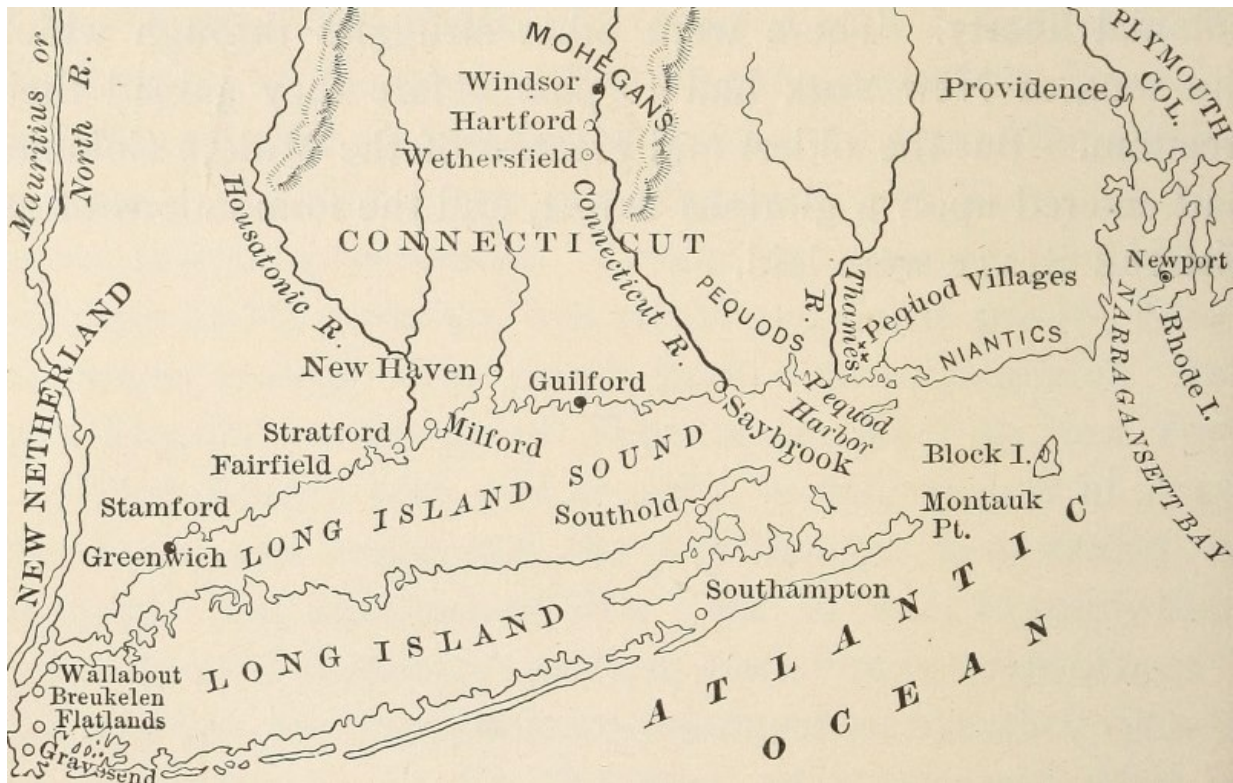 Mauritius or
North R.
MOHEGANS
Windsor
Hartford
Wethersfield
Providence
PLYMOUTH
COL.
Housatonic R.
CONNECTICUT
Connecticut R.
PEQUODS
Thames
R.
Pequod Villages
NIANTICS
Newport
Rhode I.
NARRAGANSETT BAY
NEW NETHERLAND
New Haven
Guilford
Saybrook
Pequod
Harbor
Stratford
Milford
Fairfield
Stamford
Greenwich
LONG ISLAND SOUND
Southold
Block I.
Montauk
Pt.
Southampton
LONG ISLAND
ATLANTIC
OCEAN
Wallabout
Breukelen
Flatlands
Gravesend